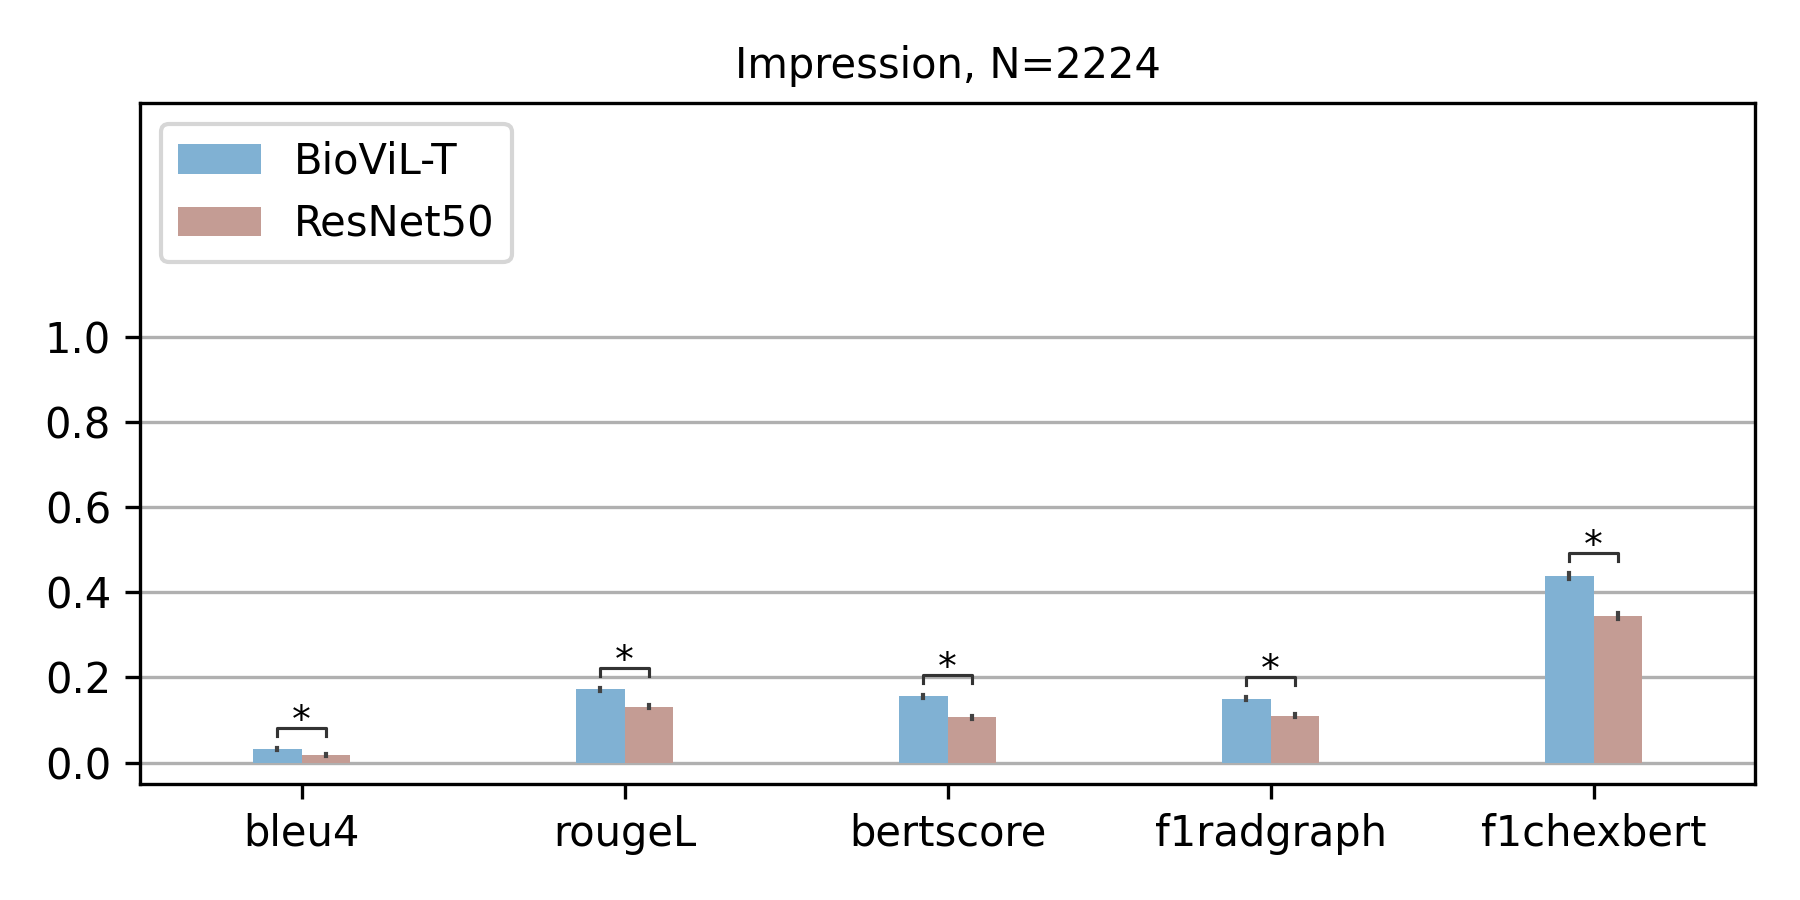 Impression, N=2224
BioViL-T
ResNet50
1.0
0.8
0.6
0.4
0.2
0.0
*
*
*
*
*
bleu4
rougeL
bertscore
f1radgraph
f1chexbert